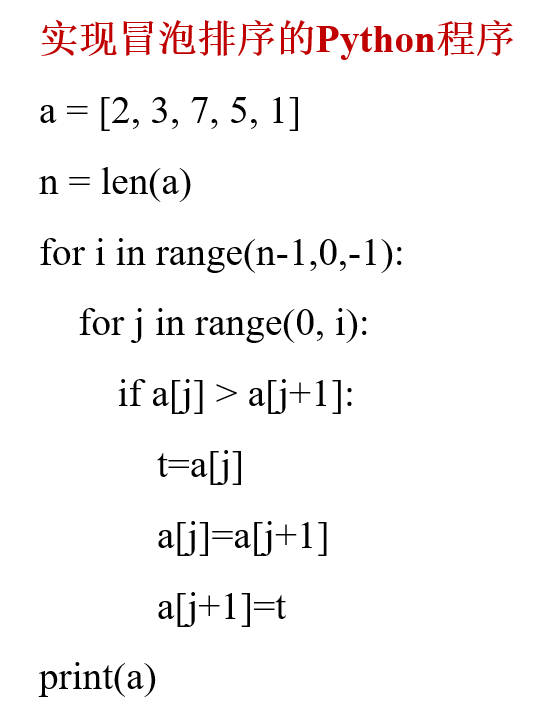 实现冒泡排序的Python程序
a = [2, 3, 7, 5, 1]
n = len(a)
for i in range(n-1,0,-1):
    for j in range(0, i):
        if a[j] > a[j+1]:
            t=a[j]
            a[j]=a[j+1]
            a[j+1]=t
print(a)